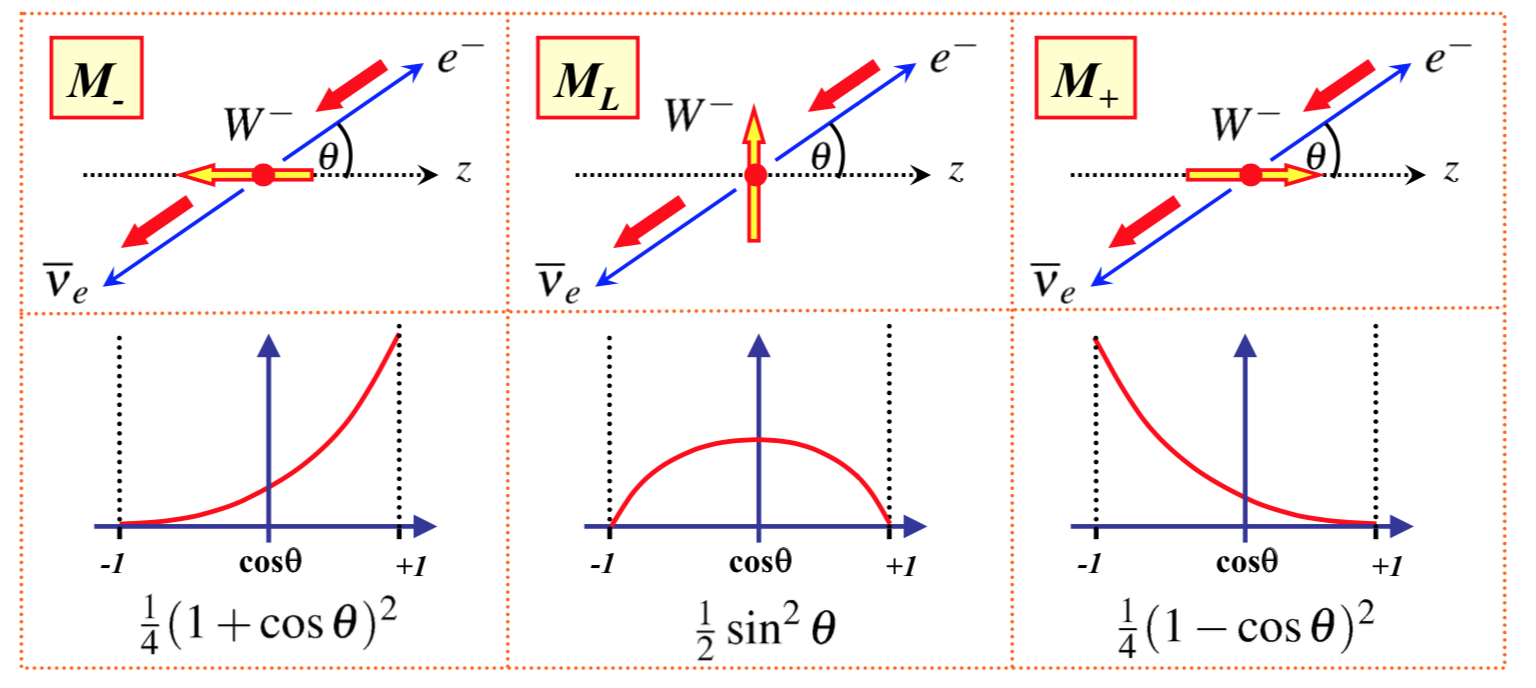 M₋
W⁻
e⁻
θ
z
ν̅ₑ
M_L
W⁻
e⁻
θ
z
ν̅ₑ
M₊
W⁻
e⁻
θ
z
ν̅ₑ
-1 cosθ +1
-1 cosθ +1
-1 cosθ +1
¼(1 + cos θ)²
½ sin² θ
¼(1 − cos θ)²